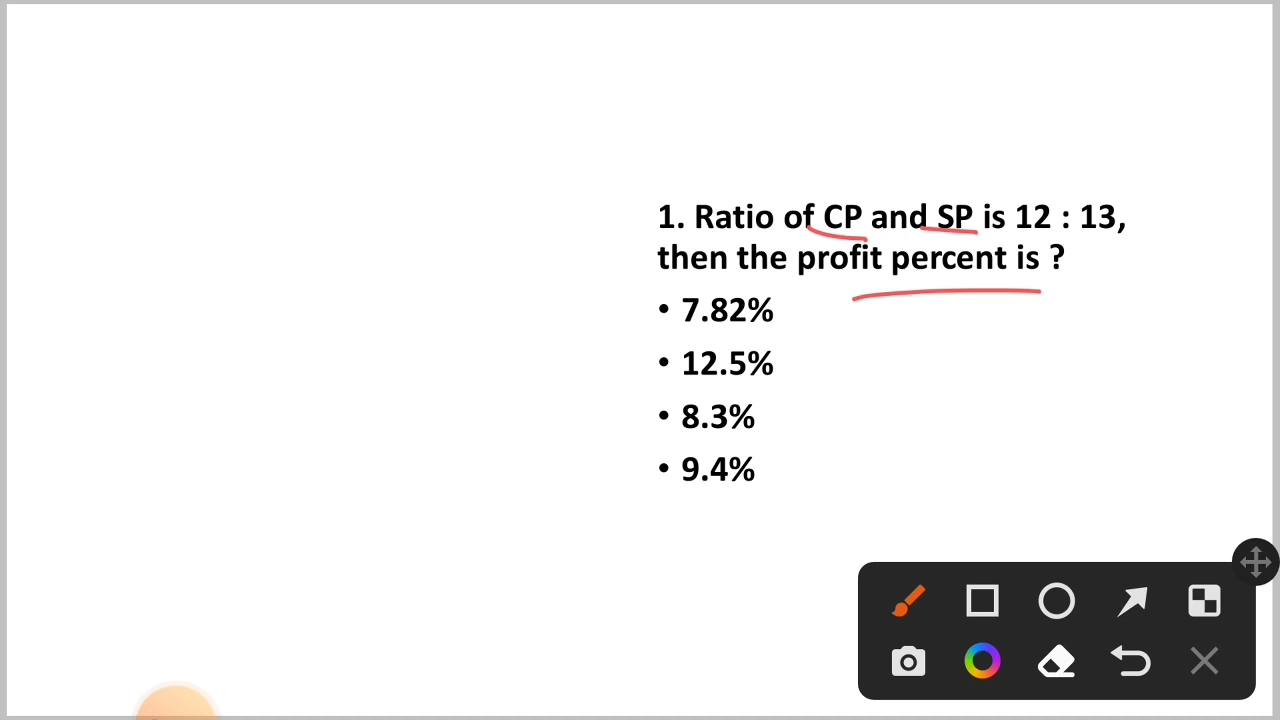 1. Ratio of CP and SP is 12 : 13,
then the profit percent is ?
• 7.82%
• 12.5%
• 8.3%
• 9.4%